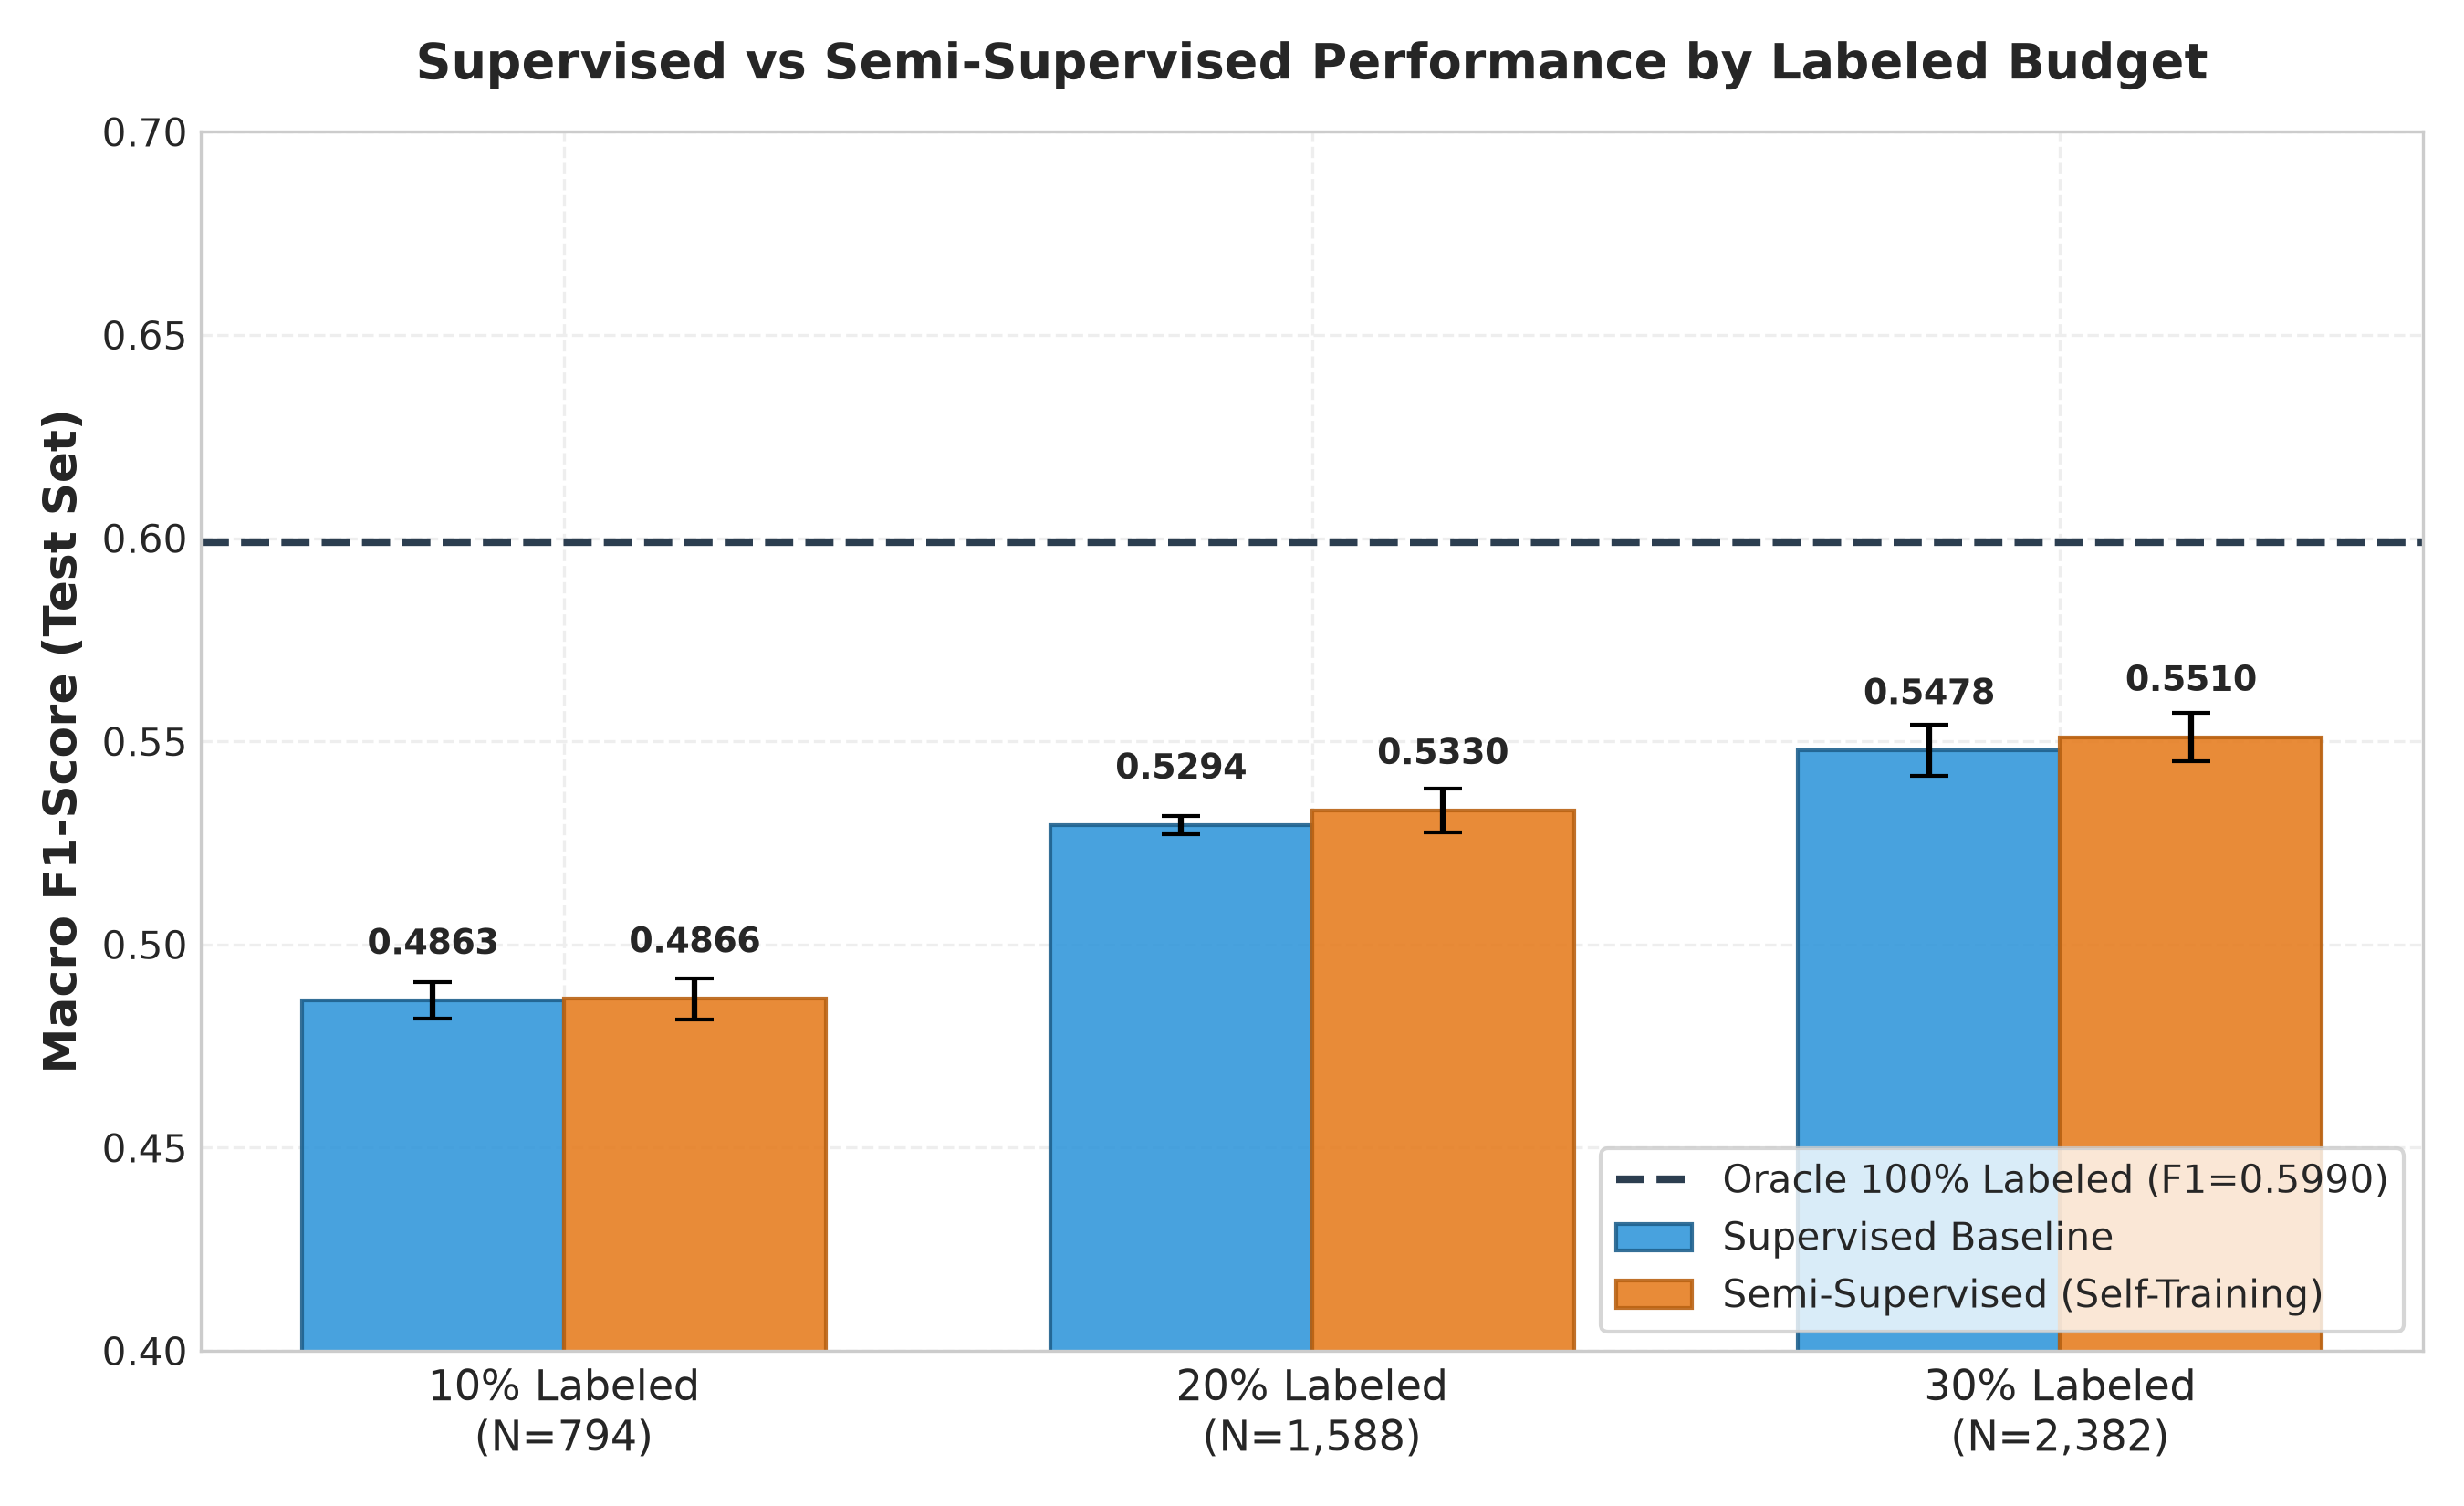 Supervised vs Semi-Supervised Performance by Labeled Budget
Macro F1-Score (Test Set)
0.70
0.65
0.60
0.55
0.50
0.45
0.40
0.4863
0.4866
0.5294
0.5330
0.5478
0.5510
Oracle 100% Labeled (F1=0.5990)
Supervised Baseline
Semi-Supervised (Self-Training)
10% Labeled
(N=794)
20% Labeled
(N=1,588)
30% Labeled
(N=2,382)